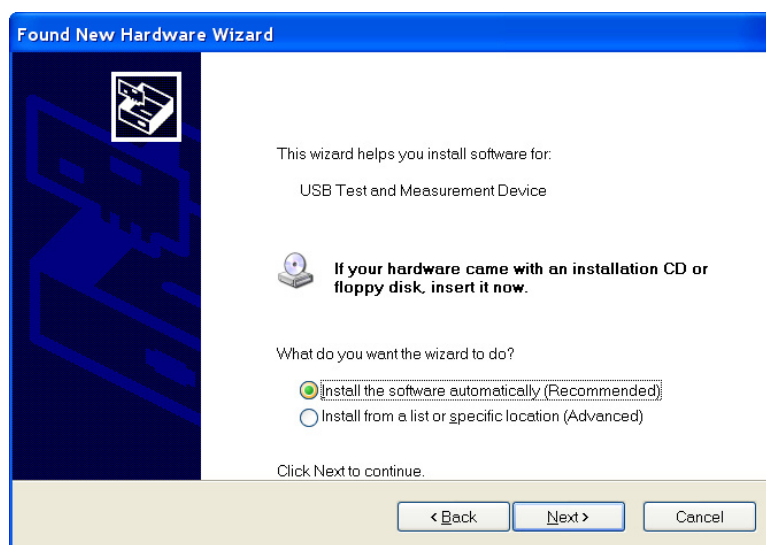 Found New Hardware Wizard
This wizard helps you install software for:
USB Test and Measurement Device
If your hardware came with an installation CD or
floppy disk, insert it now.
What do you want the wizard to do?
Install the software automatically (Recommended)
Install from a list or specific location (Advanced)
Click Next to continue.
< Back Next > Cancel